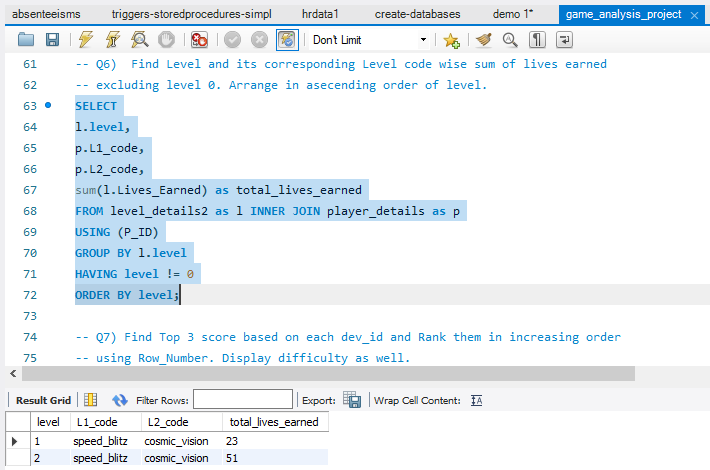 absenteeisms triggers-storedprocedures-simpl hrdata1 create-databases demo 1* game_analysis_project
Don't Limit
61 -- Q6) Find Level and its corresponding Level code wise sum of lives earned
62 -- excluding level 0. Arrange in asecending order of level.
63 SELECT
64 l.level,
65 p.L1_code,
66 p.L2_code,
67 sum(l.Lives_Earned) as total_lives_earned
68 FROM level_details2 as l INNER JOIN player_details as p
69 USING (P_ID)
70 GROUP BY l.level
71 HAVING level != 0
72 ORDER BY level;
73
74 -- Q7) Find Top 3 score based on each dev_id and Rank them in increasing order
75 -- using Row_Number. Display difficulty as well.
Result Grid Filter Rows: Export: Wrap Cell Content:
level L1_code L2_code total_lives_earned
1 speed_blitz cosmic_vision 23
2 speed_blitz cosmic_vision 51